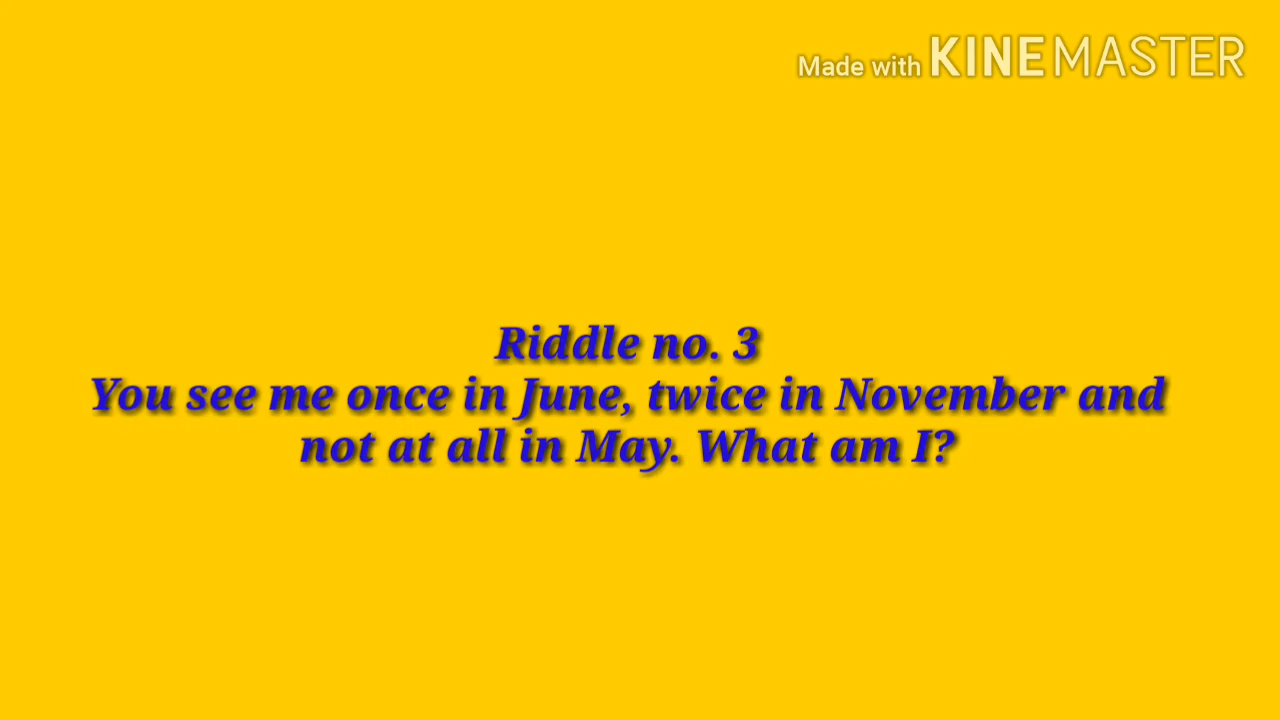 Made with KINEMASTER
Riddle no. 3
You see me once in June, twice in November and
not at all in May. What am I?